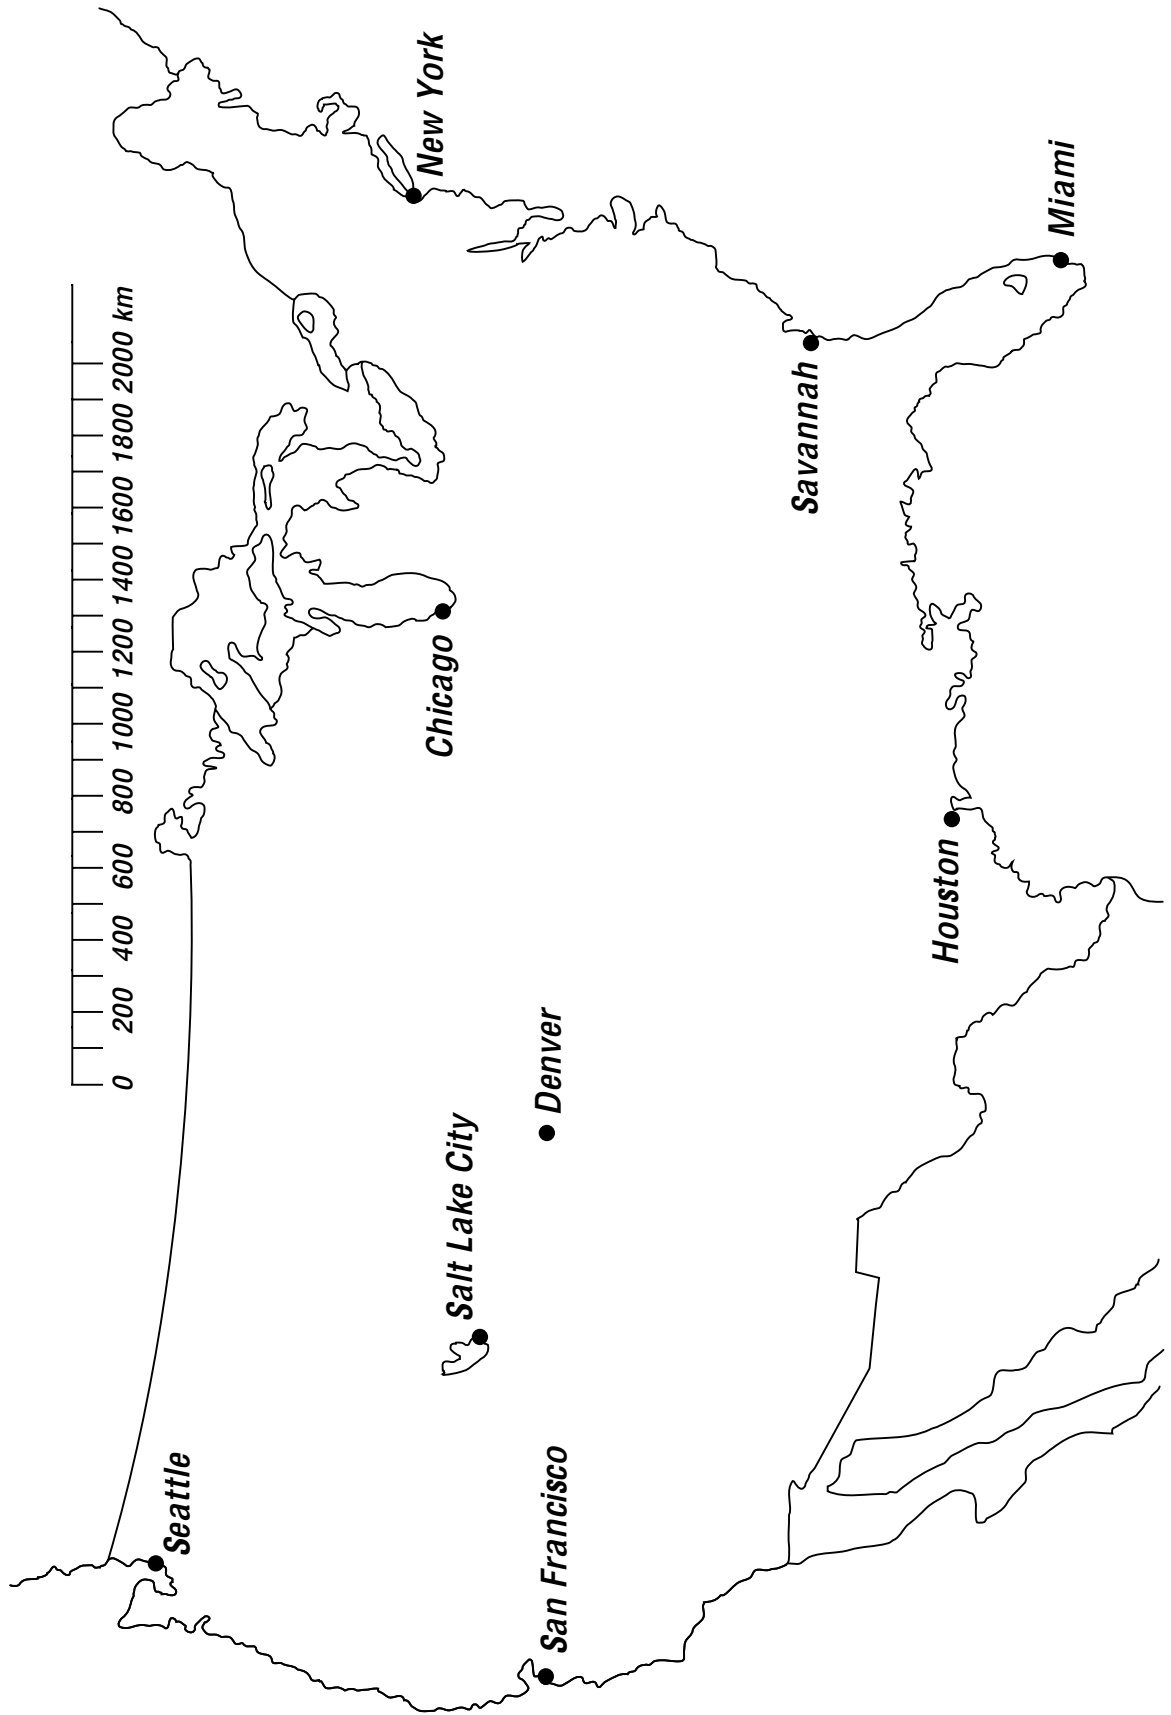 0 200 400 600 800 1000 1200 1400 1600 1800 2000 km
Seattle
New York
Chicago
Salt Lake City
San Francisco
Denver
Savannah
Houston
Miami